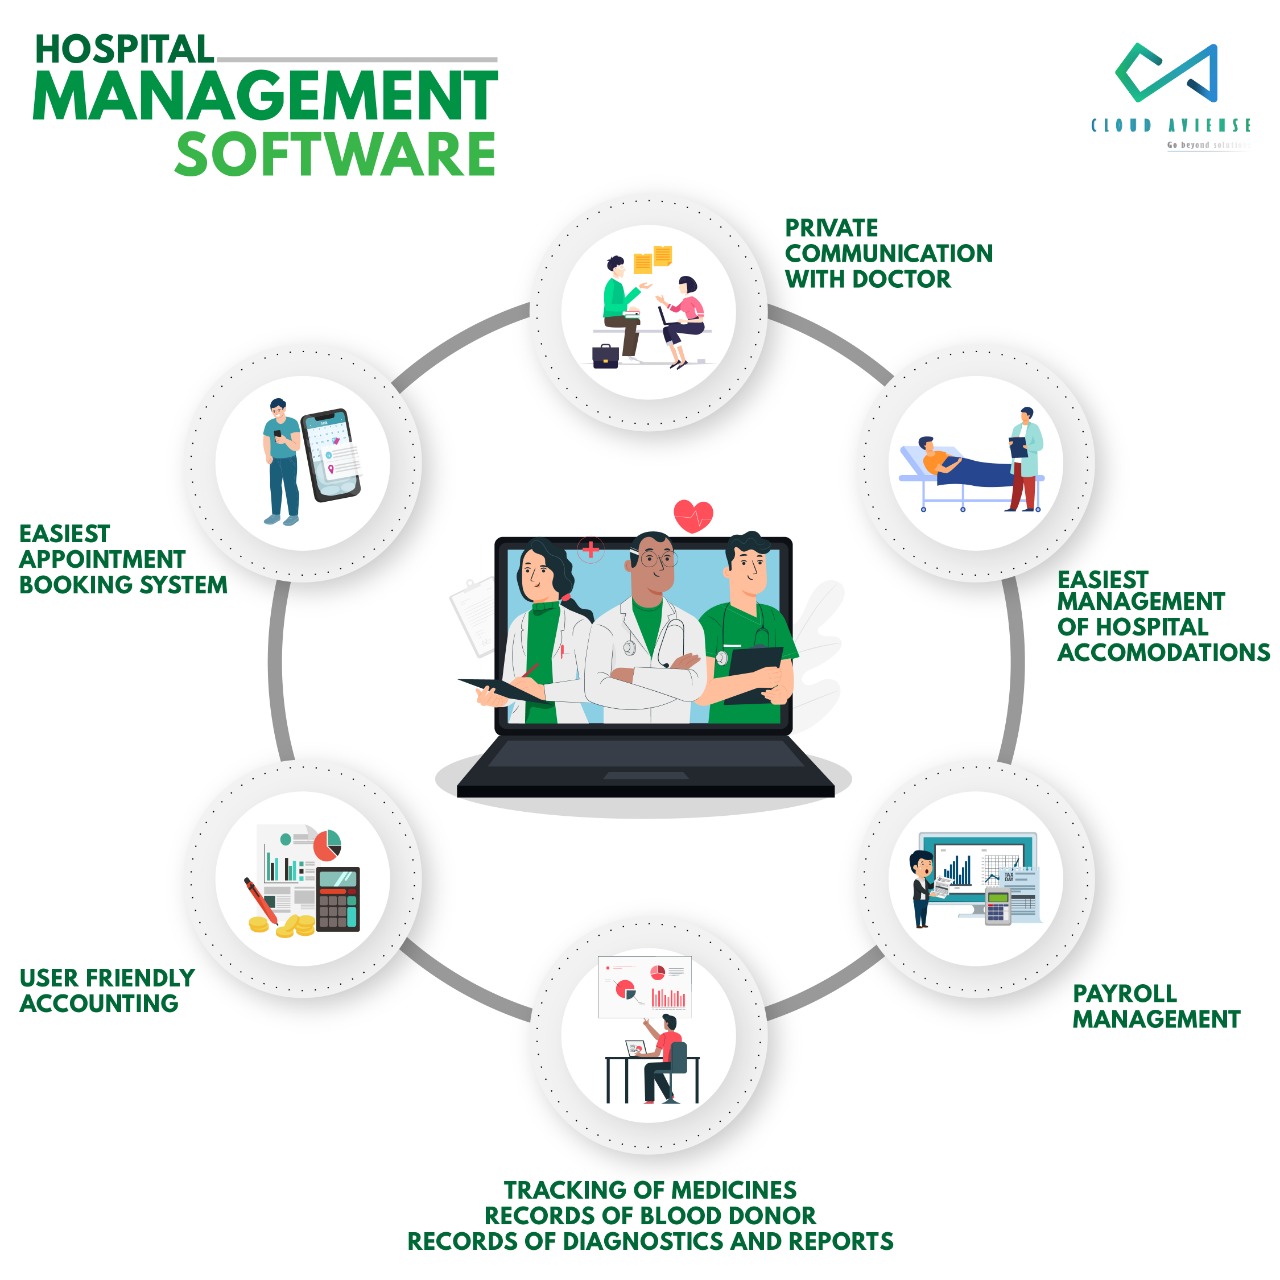 HOSPITAL
MANAGEMENT
SOFTWARE
CLOUD AVIENSE
Go beyond
PRIVATE
COMMUNICATION
WITH DOCTOR
EASIEST
APPOINTMENT
BOOKING SYSTEM
EASIEST
MANAGEMENT
OF HOSPITAL
ACCOMODATIONS
USER FRIENDLY
ACCOUNTING
PAYROLL
MANAGEMENT
TRACKING OF MEDICINES
RECORDS OF BLOOD DONOR
RECORDS OF DIAGNOSTICS AND REPORTS